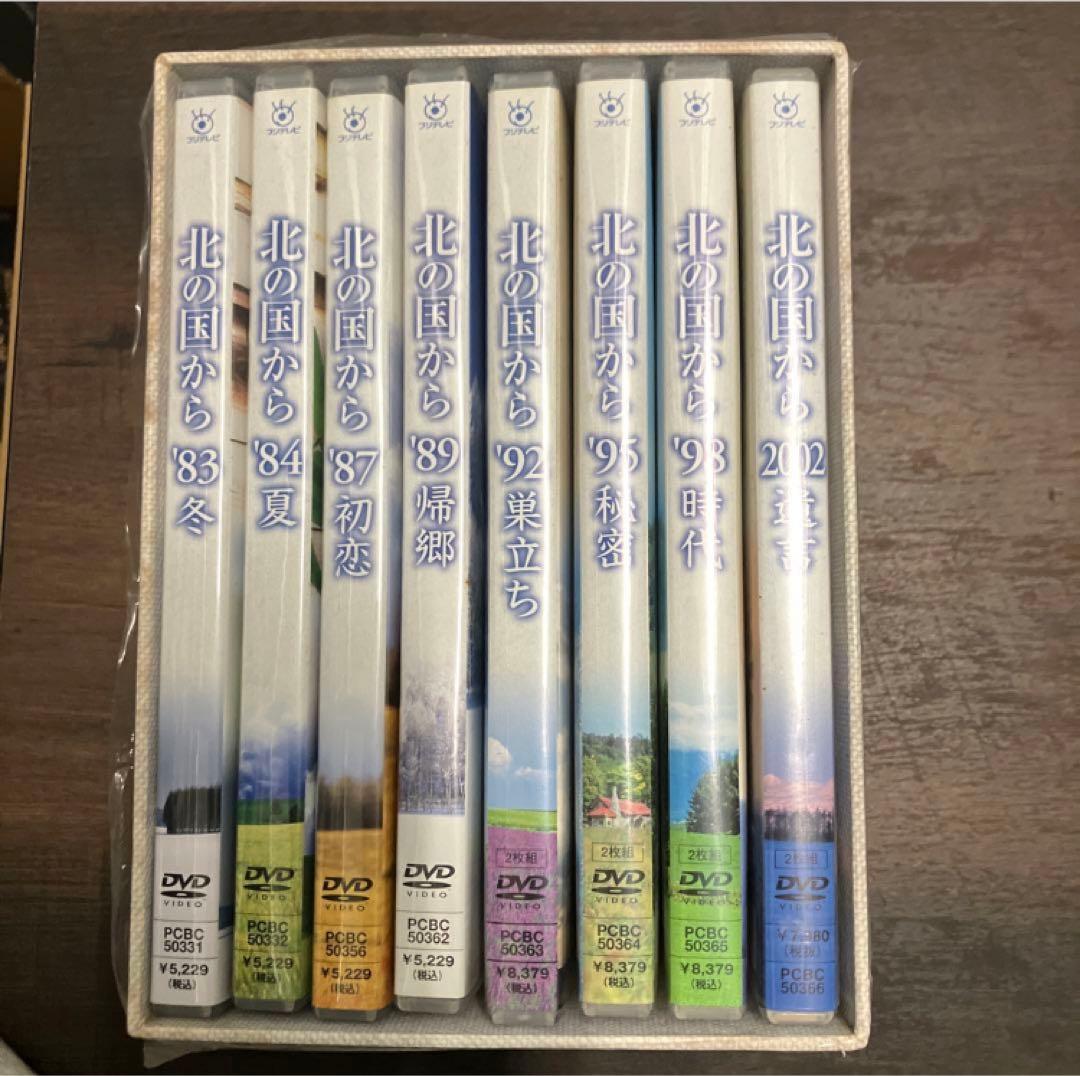 フジテレビ
北の国から
'83
冬
DVD
VIDEO
PCBC
50331
¥5,229
(税込)
フジテレビ
北の国から
'84
夏
DVD
VIDEO
PCBC
50332
¥5,229
(税込)
フジテレビ
北の国から
'87
初恋
DVD
VIDEO
PCBC
50356
¥5,229
(税込)
フジテレビ
北の国から
'89
帰郷
DVD
VIDEO
PCBC
50362
¥5,229
(税込)
フジテレビ
北の国から
'92
巣立ち
2枚組
DVD
VIDEO
PCBC
50363
¥8,379
(税込)
フジテレビ
北の国から
'95
秘密
2枚組
DVD
VIDEO
PCBC
50364
¥8,379
(税込)
フジテレビ
北の国から
'98
時代
2枚組
DVD
VIDEO
PCBC
50365
¥8,379
(税込)
フジテレビ
北の国から
2002
遺言
2枚組
DVD
VIDEO
¥7,980
(税抜)
PCBC
50366